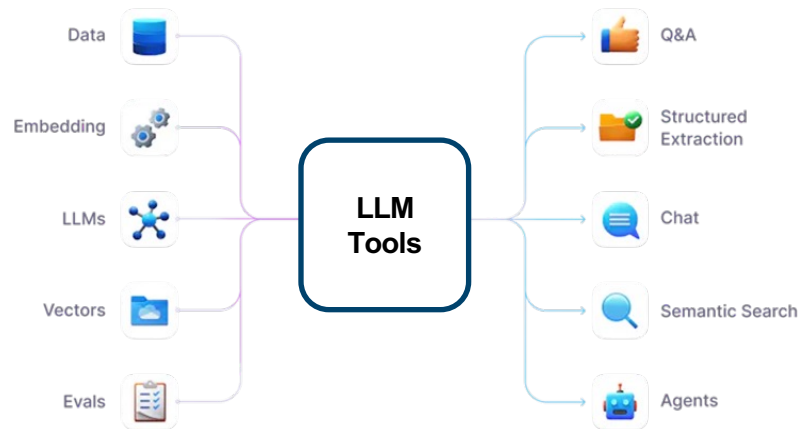 Data
Embedding
LLMs
Vectors
Evals
LLM
Tools
Q&A
Structured
Extraction
Chat
Semantic Search
Agents